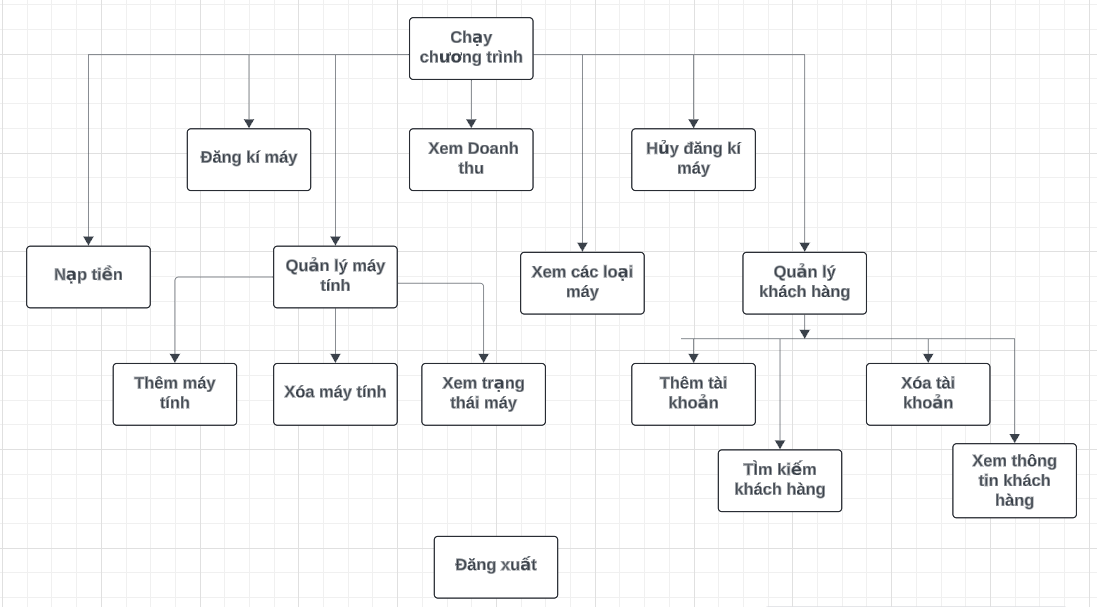 Chạy
chương trình
Đăng kí máy
Xem Doanh
thu
Hủy đăng kí
máy
Nạp tiền
Quản lý máy
tính
Xem các loại
máy
Quản lý
khách hàng
Thêm máy
tính
Xóa máy tính
Xem trạng
thái máy
Thêm tài
khoản
Xóa tài
khoản
TÌm kiếm
khách hàng
Xem thông
tin khách
hàng
Đăng xuất